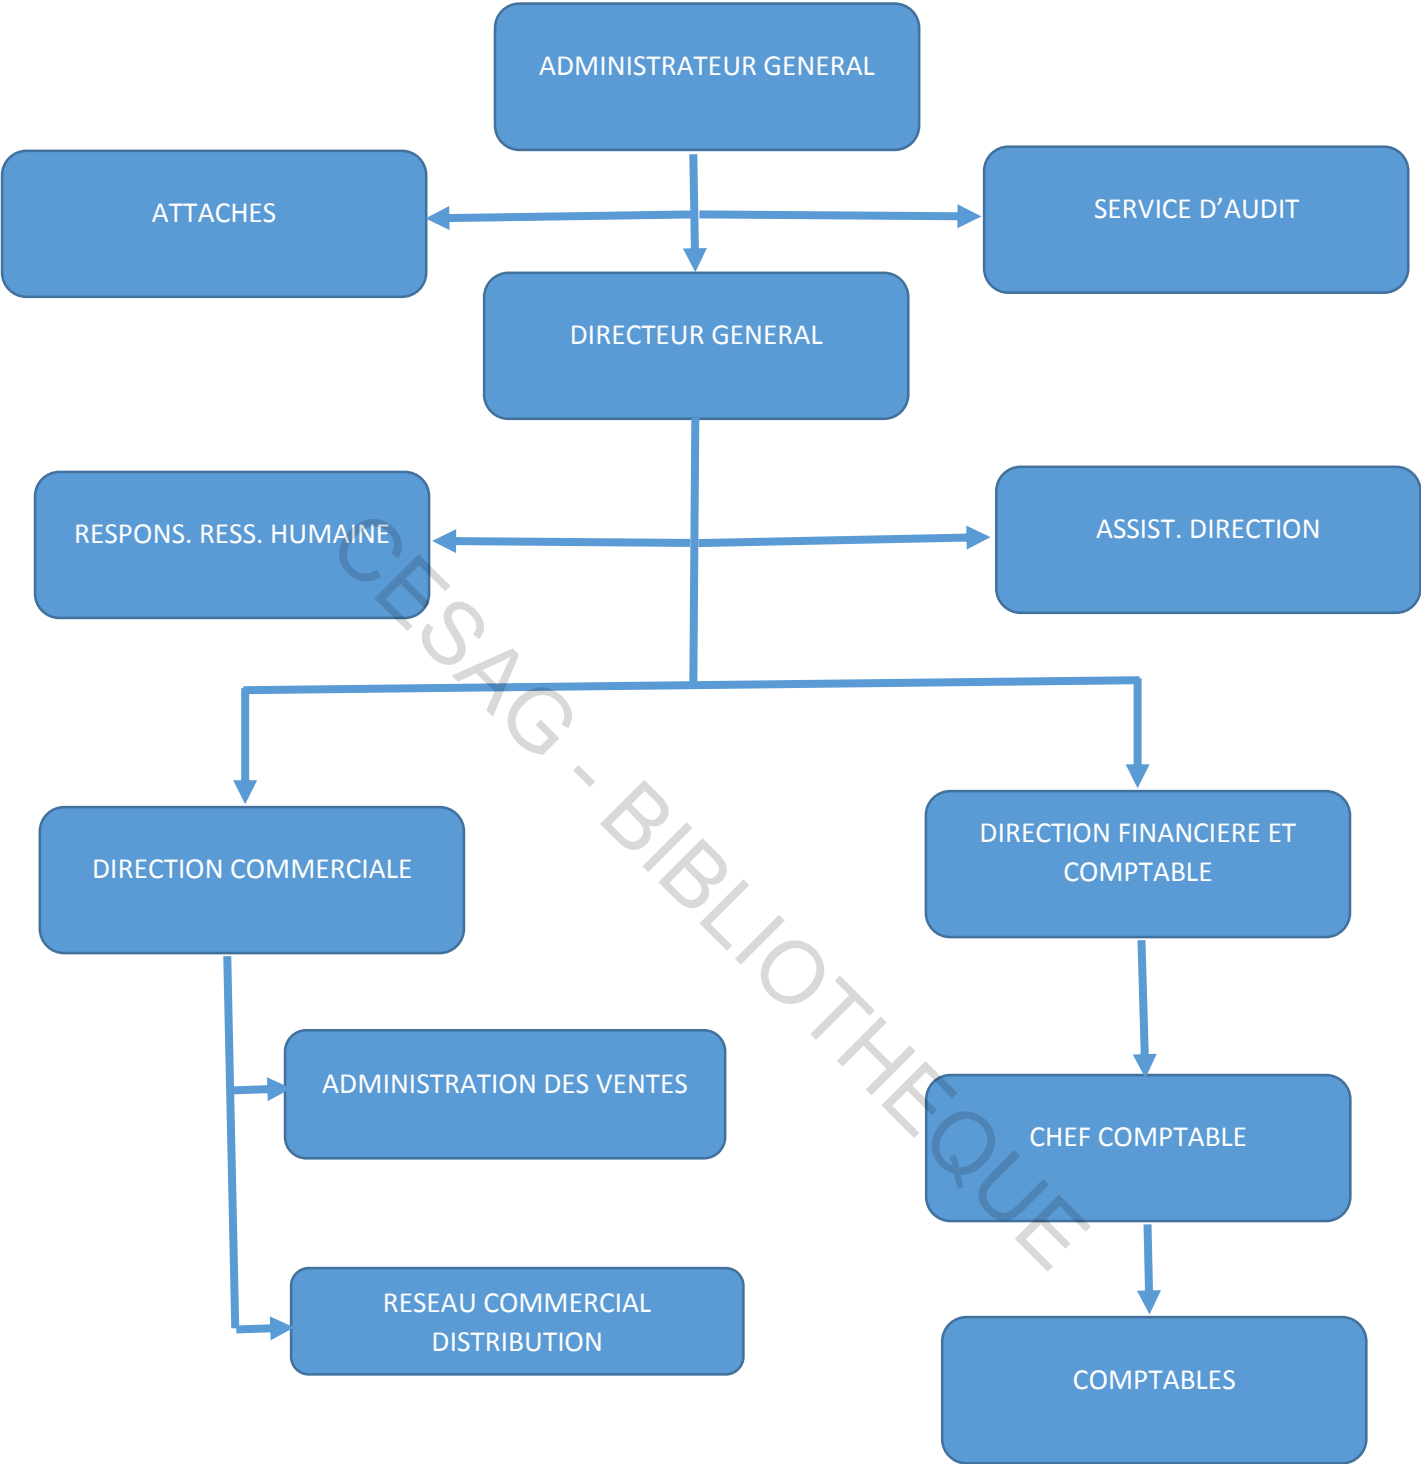 ADMINISTRATEUR GENERAL
ATTACHES
SERVICE D’AUDIT
DIRECTEUR GENERAL
RESPONS. RESS. HUMAINE
ASSIST. DIRECTION
DIRECTION COMMERCIALE
DIRECTION FINANCIERE ET
COMPTABLE
ADMINISTRATION DES VENTES
CHEF COMPTABLE
RESEAU COMMERCIAL
DISTRIBUTION
COMPTABLES
CESAG - BIBLIOTHEQUE